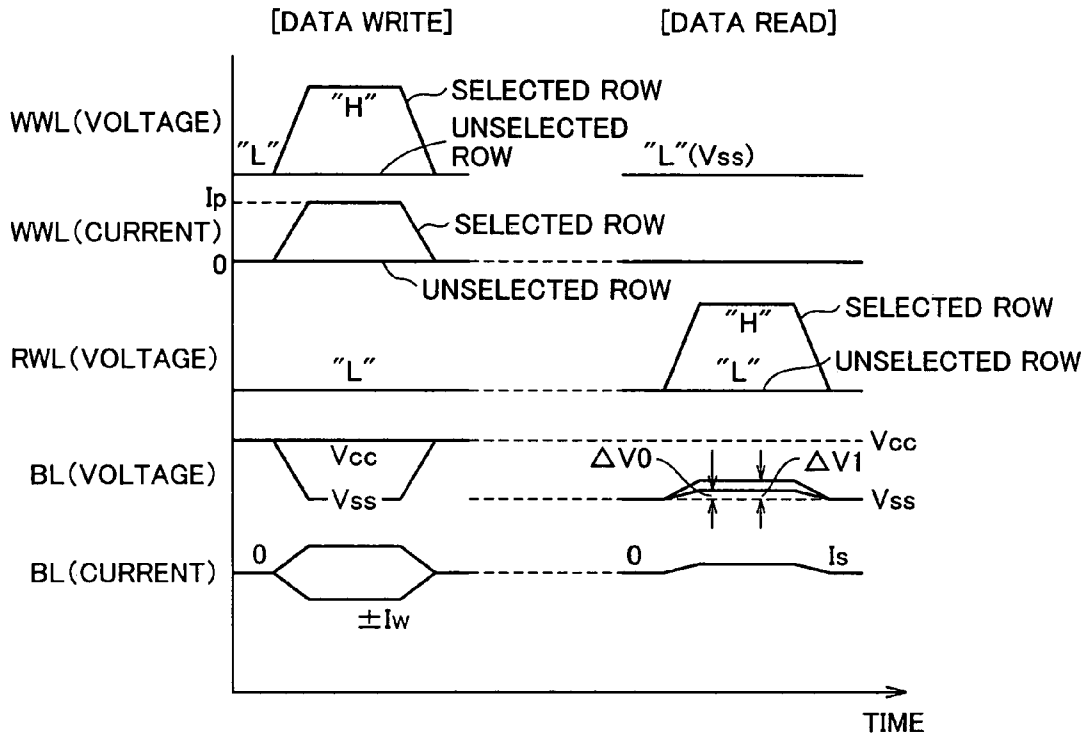 [DATA WRITE] [DATA READ]
WWL(VOLTAGE)
"L"
"H"
SELECTED ROW
UNSELECTED
ROW
"L"(Vss)
WWL(CURRENT)
Ip
0
SELECTED ROW
UNSELECTED ROW
RWL(VOLTAGE)
"L"
"H"
SELECTED ROW
"L"
UNSELECTED ROW
BL(VOLTAGE)
Vcc
Vss
ΔV0
ΔV1
Vcc
Vss
BL(CURRENT)
0
±Iw
0
Is
TIME